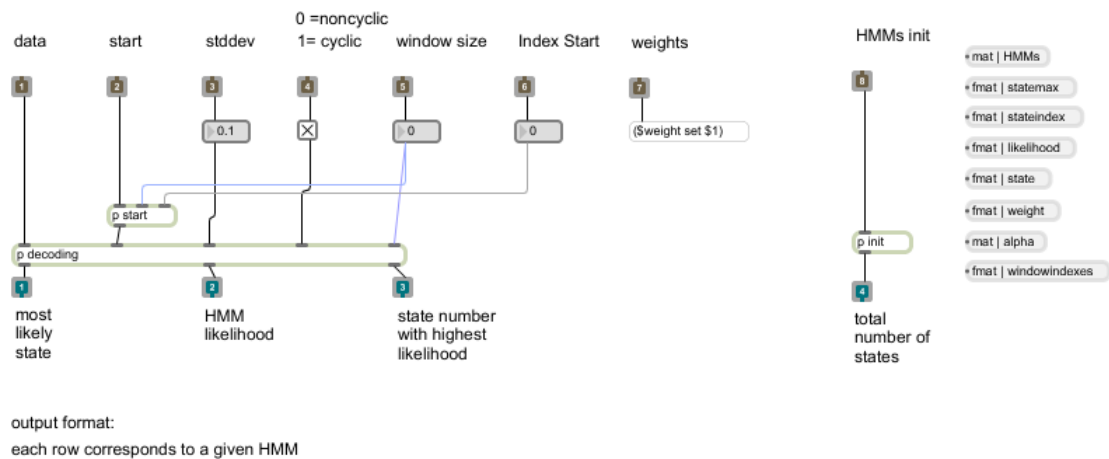 0 =noncyclic
data
start
stddev
1= cyclic
window size
Index Start
weights
HMMs init
1
2
3
4
5
6
7
8
mat | HMMs
fmat | statemax
fmat | stateindex
fmat | likelihood
fmat | state
fmat | weight
mat | alpha
fmat | windowindexes
0.1
0
0
($weight set $1)
p start
p decoding
p init
1
2
3
4
most
likely
state
HMM
likelihood
state number
with highest
likelihood
total
number of
states
output format:
each row corresponds to a given HMM